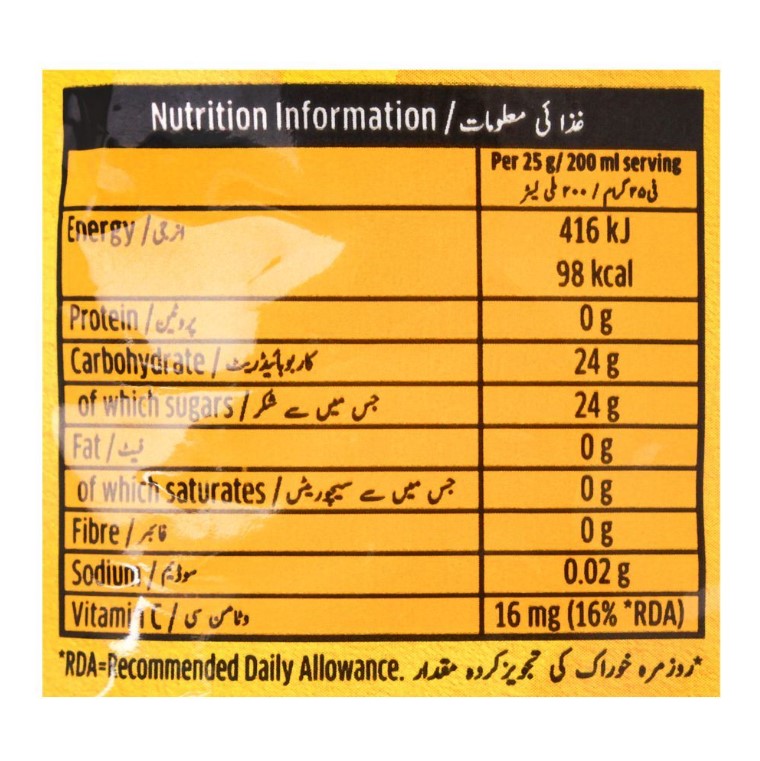 Nutrition Information / غذائی معلومات
Per 25 g/ 200 ml serving
فی ۲۵ گرام / ۲۰۰ ملی لیٹر
Energy / انرجی
416 kJ
98 kcal
Protein / پروٹین
0 g
Carbohydrate / کاربوہائیڈریٹ
24 g
of which sugars / جس میں سے شکر
24 g
Fat / فیٹ
0 g
of which saturates / جس میں سے سیچوریٹس
0 g
Fibre / فائبر
0 g
Sodium / سوڈیم
0.02 g
Vitamin C / وٹامن سی
16 mg (16% *RDA)
*RDA=Recommended Daily Allowance. *روزمرہ خوراک کی تجویز کردہ مقدار